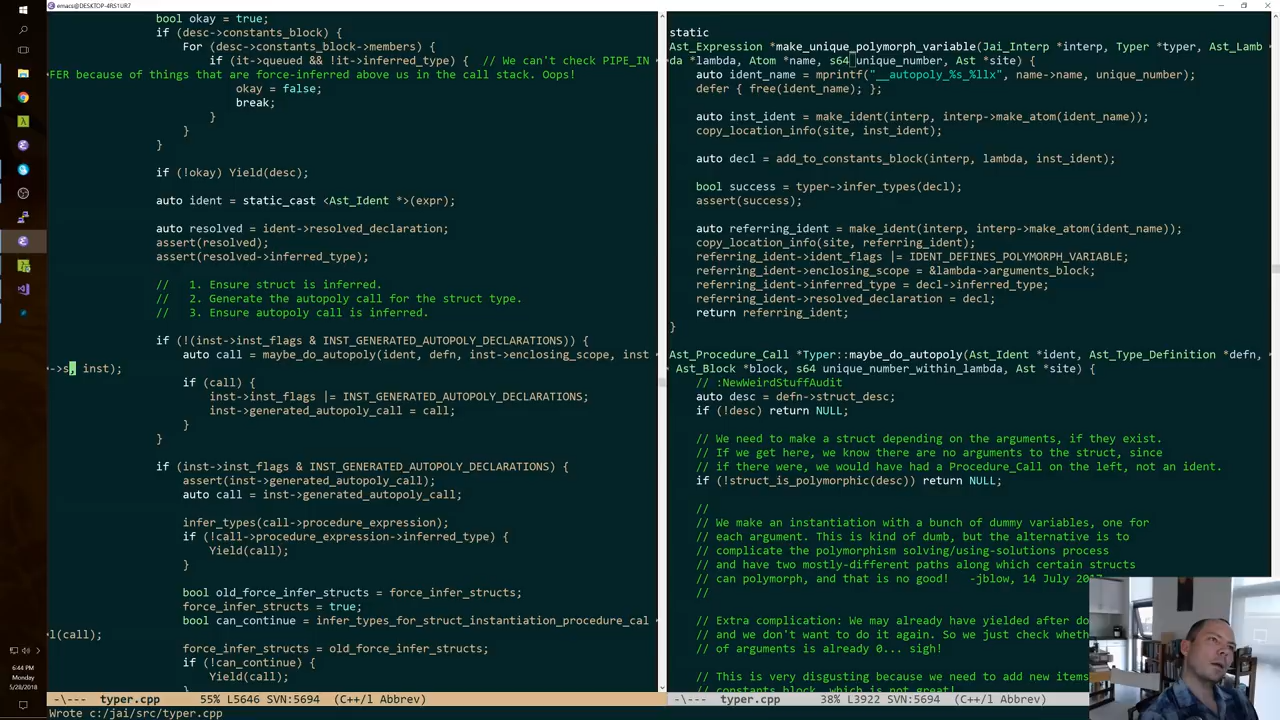 emacs@DESKTOP-4RS1UR7
bool okay = true;
if (desc->constants_block) {
For (desc->constants_block->members) {
if (it->queued && !it->inferred_type) {  // We can't check PIPE_IN
FER because of things that are force-inferred above us in the call stack. Oops!
okay = false;
break;
}
}
}
if (!okay) Yield(desc);
auto ident = static_cast <Ast_Ident *>(expr);
auto resolved = ident->resolved_declaration;
assert(resolved);
assert(resolved->inferred_type);
//  1. Ensure struct is inferred.
//  2. Generate the autopoly call for the struct type.
//  3. Ensure autopoly call is inferred.
if (!(inst->inst_flags & INST_GENERATED_AUTOPOLY_DECLARATIONS)) {
auto call = maybe_do_autopoly(ident, defn, inst->enclosing_scope, inst
->s, inst);
if (call) {
inst->inst_flags |= INST_GENERATED_AUTOPOLY_DECLARATIONS;
inst->generated_autopoly_call = call;
}
}
if (inst->inst_flags & INST_GENERATED_AUTOPOLY_DECLARATIONS) {
assert(inst->generated_autopoly_call);
auto call = inst->generated_autopoly_call;
infer_types(call->procedure_expression);
if (!call->procedure_expression->inferred_type) {
Yield(call);
}
bool old_force_infer_structs = force_infer_structs;
force_infer_structs = true;
bool can_continue = infer_types_for_struct_instantiation_procedure_cal
l(call);
force_infer_structs = old_force_infer_structs;
if (!can_continue) {
Yield(call);
-\---  typer.cpp      55% L5646  SVN:5694  (C++/l Abbrev)
Wrote c:/jai/src/typer.cpp
static
Ast_Expression *make_unique_polymorph_variable(Jai_Interp *interp, Typer *typer, Ast_Lamb
da *lambda, Atom *name, s64 unique_number, Ast *site) {
auto ident_name = mprintf("__autopoly_%s_%llx", name->name, unique_number);
defer { free(ident_name); };
auto inst_ident = make_ident(interp, interp->make_atom(ident_name));
copy_location_info(site, inst_ident);
auto decl = add_to_constants_block(interp, lambda, inst_ident);
bool success = typer->infer_types(decl);
assert(success);
auto referring_ident = make_ident(interp, interp->make_atom(ident_name));
copy_location_info(site, referring_ident);
referring_ident->ident_flags |= IDENT_DEFINES_POLYMORPH_VARIABLE;
referring_ident->enclosing_scope = &lambda->arguments_block;
referring_ident->inferred_type = decl->inferred_type;
referring_ident->resolved_declaration = decl;
return referring_ident;
}
Ast_Procedure_Call *Typer::maybe_do_autopoly(Ast_Ident *ident, Ast_Type_Definition *defn,
Ast_Block *block, s64 unique_number_within_lambda, Ast *site) {
// :NewWeirdStuffAudit
auto desc = defn->struct_desc;
if (!desc) return NULL;
// We need to make a struct depending on the arguments, if they exist.
// If we get here, we know there are no arguments to the struct, since
// if there were, we would have had a Procedure_Call on the left, not an ident.
if (!struct_is_polymorphic(desc)) return NULL;
//
// We make an instantiation with a bunch of dummy variables, one for
// each argument. This is kind of dumb, but the alternative is to
// complicate the polymorphism solving/using-solutions process
// and have two mostly-different paths along which certain structs
// can polymorph, and that is no good!   -jblow, 14 July 2017
//
// Extra complication: We may already have yielded after do
// and we don't want to do it again. So we just check wheth
// of arguments is already 0... sigh!
// This is very disgusting because we need to add new items
// constants block, which is not great!
-\---  typer.cpp      38% L3922  SVN:5694  (C++/l Abbrev)
6:44 PM
Monday
5/28/2018